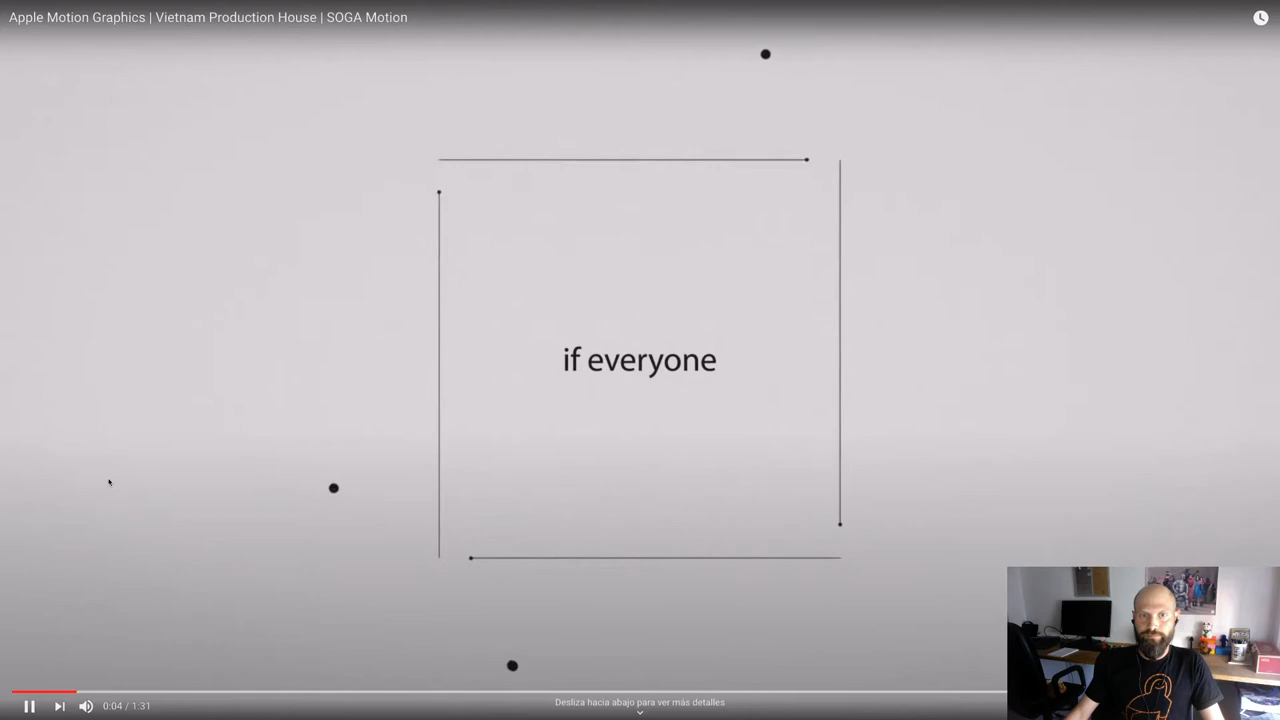 Apple Motion Graphics | Vietnam Production House | SOGA Motion
if everyone
0:04 / 1:31
Desliza hacia abajo para ver más detalles